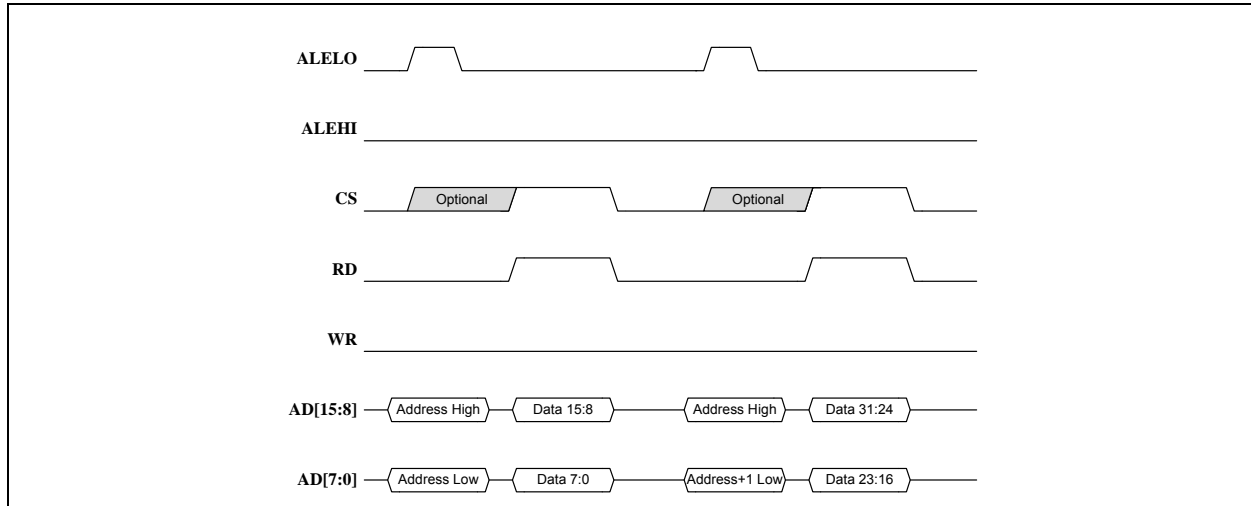 ALELO
ALEHI
CS Optional Optional
RD
WR
AD[15:8] Address High Data 15:8 Address High Data 31:24
AD[7:0] Address Low Data 7:0 Address+1 Low Data 23:16